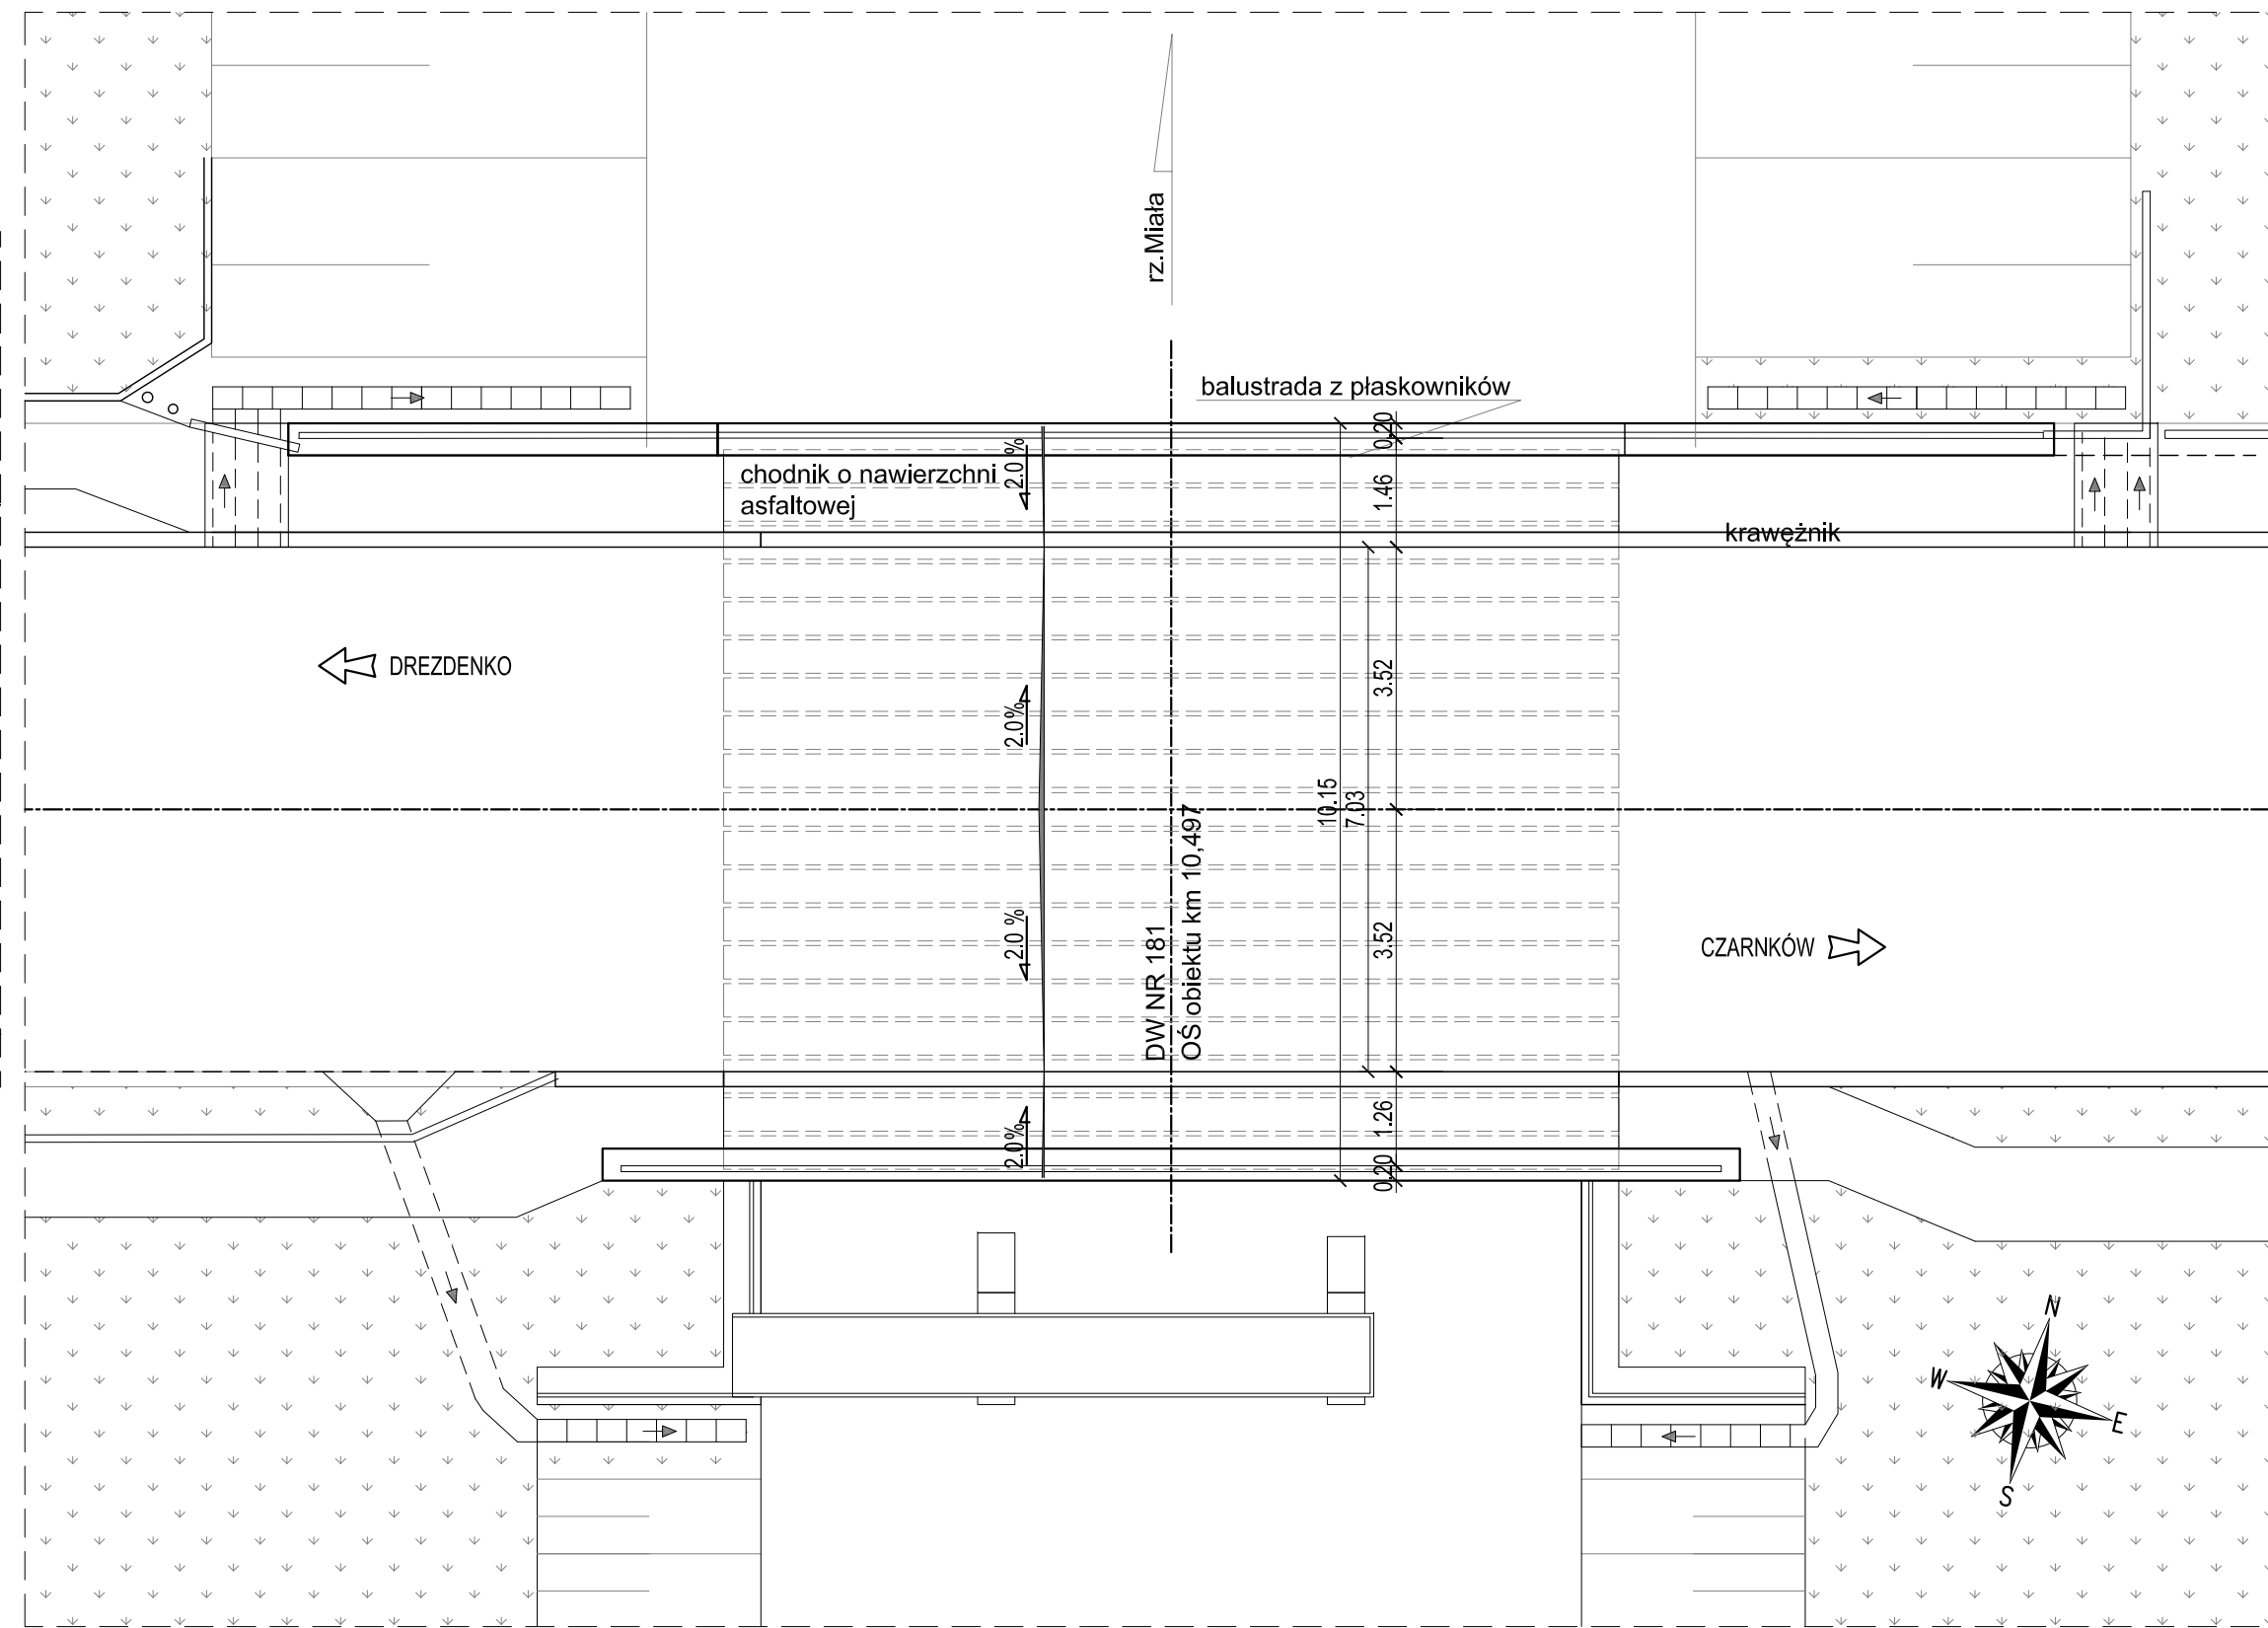 rz.Miała
balustrada z płaskowników
0.20
2.0 %
chodnik o nawierzchni
asfaltowej
1.46
krawężnik
DREZDENKO
3.52
2.0%
10.15
7.03
2.0 %
DW NR 181
OŚ obiektu km 10,497
3.52
CZARNKÓW
2.0%
1.26
0.20
N
W
E
S